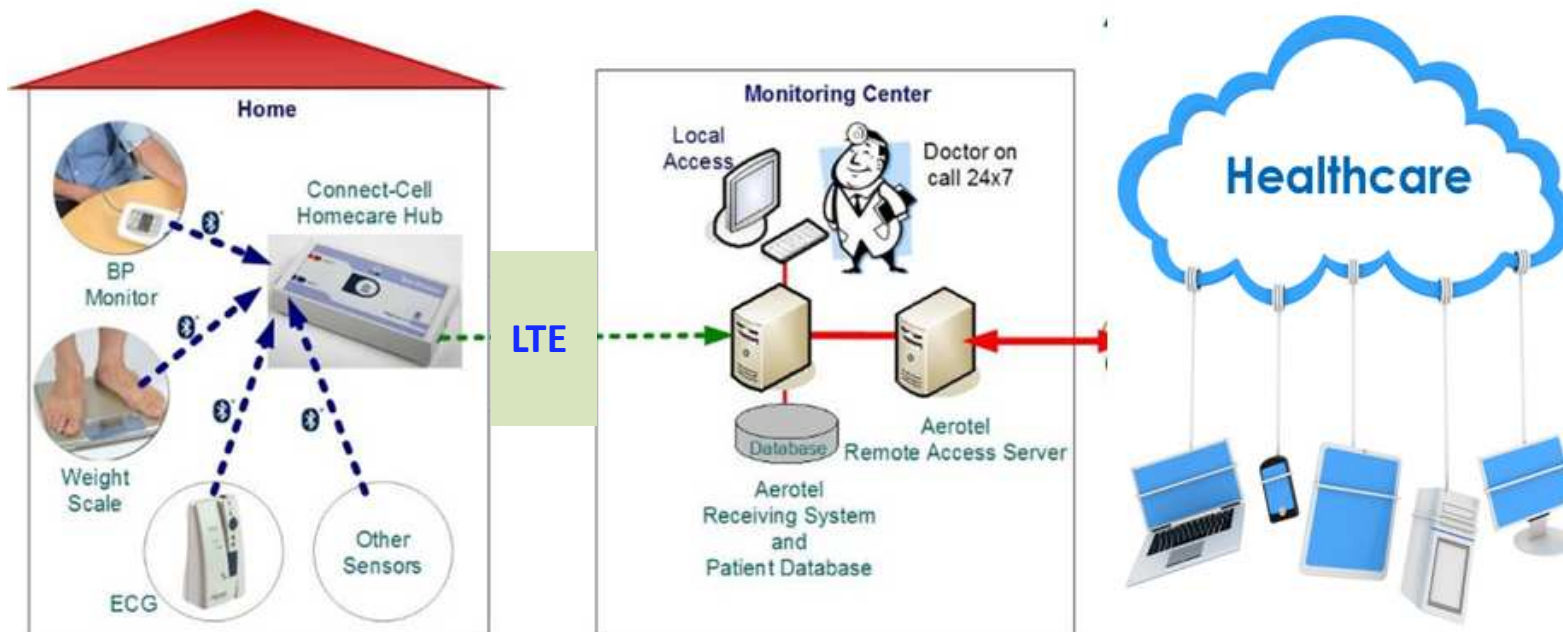 Home
BP
Monitor
Weight
Scale
ECG
Other
Sensors
Connect-Cell
Homecare Hub
LTE
Monitoring Center
Local
Access
Doctor on
call 24x7
Database
Aerotel
Receiving System
and
Patient Database
Aerotel
Remote Access Server
Healthcare